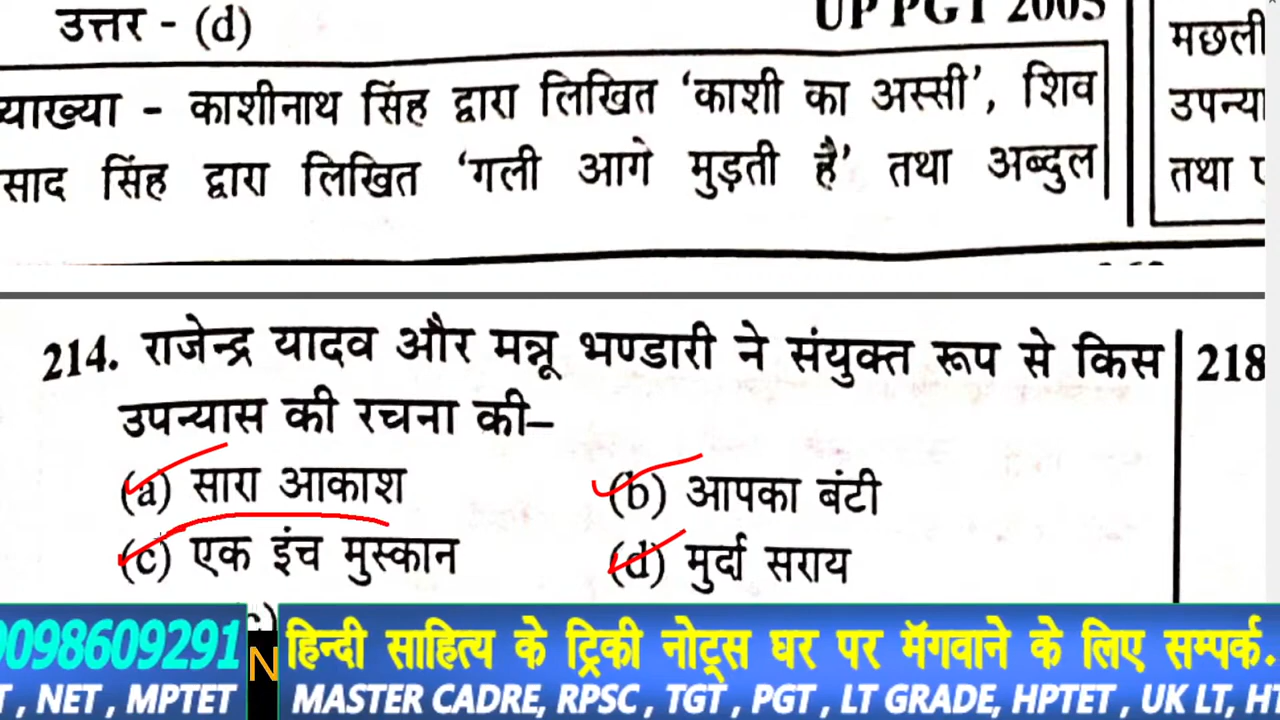 उत्तर - (d)
UP PGT 2005
याख्या - काशीनाथ सिंह द्वारा लिखित ‘काशी का अस्सी’, शिव
साद सिंह द्वारा लिखित ‘गली आगे मुड़ती है’ तथा अब्दुल
मछली
उपन्या
तथा ए
214. राजेन्द्र यादव और मन्नू भण्डारी ने संयुक्त रूप से किस
उपन्यास की रचना की–
(a) सारा आकाश (b) आपका बंटी
(c) एक इंच मुस्कान (d) मुर्दा सराय
218
9098609291
हिन्दी साहित्य के ट्रिकी नोट्स घर पर मॅगवाने के लिए सम्पर्क.
T , NET , MPTET
N
MASTER CADRE, RPSC , TGT , PGT , LT GRADE, HPTET , UK LT, HT